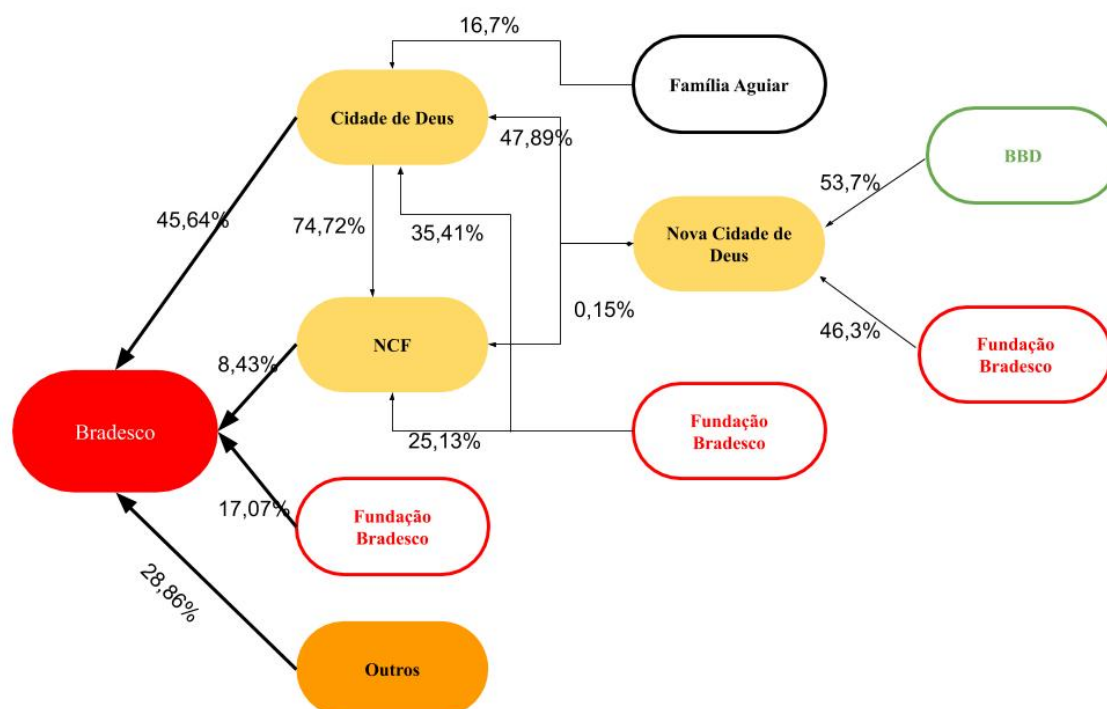 16,7%
Família Aguiar
Cidade de Deus
47,89%
BBD
53,7%
45,64%
74,72%
35,41%
Nova Cidade de
Deus
0,15%
46,3%
Fundação
Bradesco
NCF
8,43%
Bradesco
25,13%
Fundação
Bradesco
17,07%
Fundação
Bradesco
28,86%
Outros